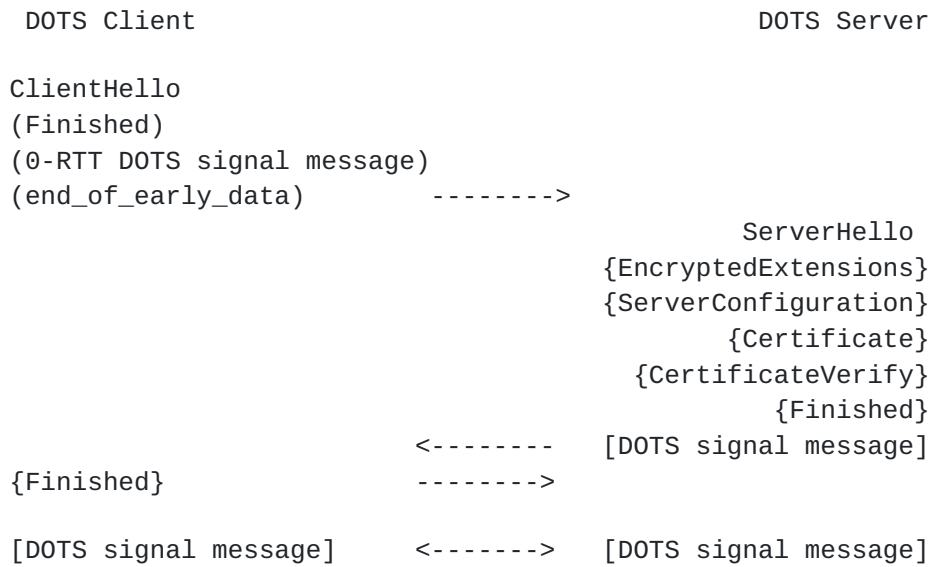 DOTS Client                                    DOTS Server

ClientHello
(Finished)
(0-RTT DOTS signal message)
(end_of_early_data)        -------->
                                               ServerHello
                                     {EncryptedExtensions}
                                     {ServerConfiguration}
                                             {Certificate}
                                       {CertificateVerify}
                                                {Finished}
                          <--------   [DOTS signal message]
{Finished}                -------->

[DOTS signal message]     <------->   [DOTS signal message]